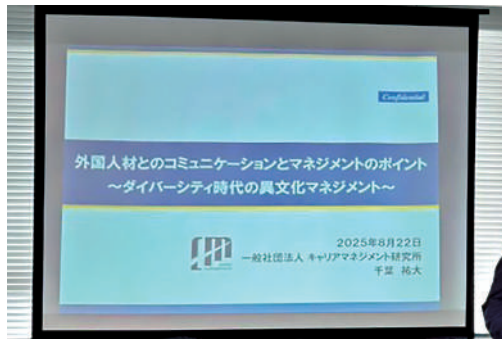 Confidential
外国人材とのコミュニケーションとマネジメントのポイント
～ダイバーシティ時代の異文化マネジメント～
2025年8月22日
一般社団法人 キャリアマネジメント研究所
千葉 祐大